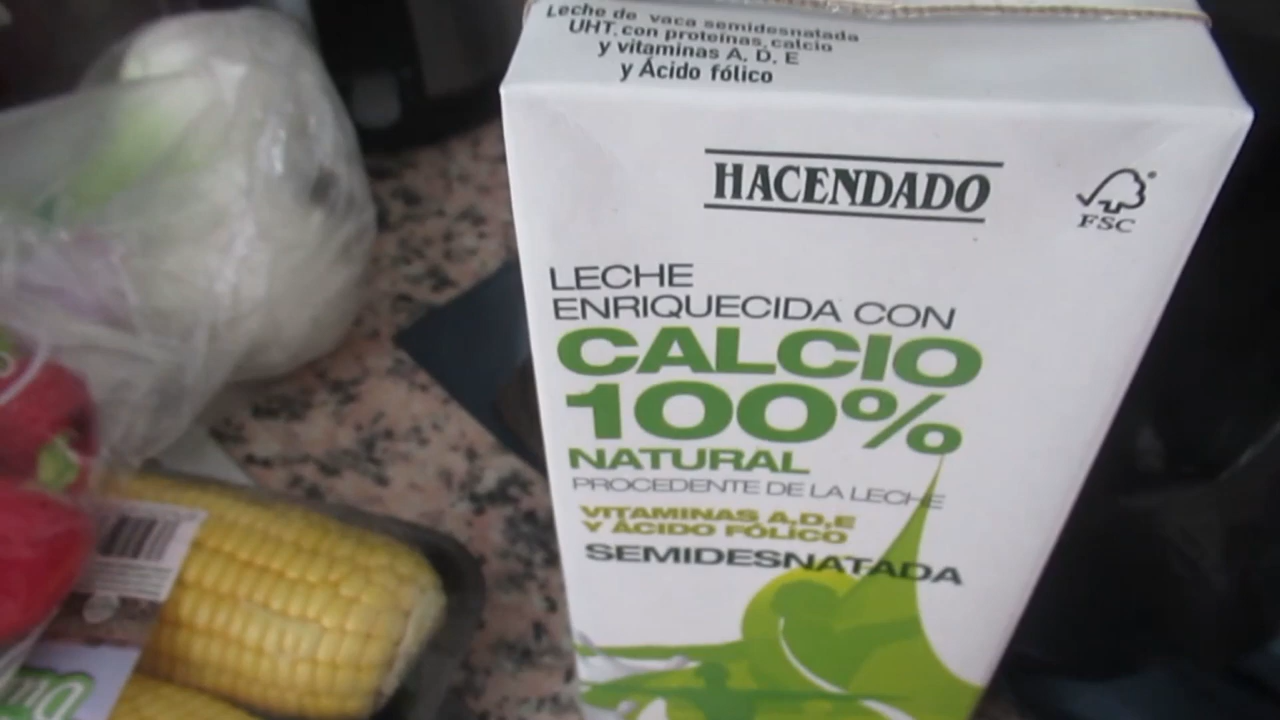 Leche de vaca semidesnatada
UHT, con proteínas, calcio
y vitaminas A, D, E
y Ácido fólico
HACENDADO
FSC
LECHE
ENRIQUECIDA CON
CALCIO
100%
NATURAL
PROCEDENTE DE LA LECHE
VITAMINAS A,D,E
Y ÁCIDO FÓLICO
SEMIDESNATADA